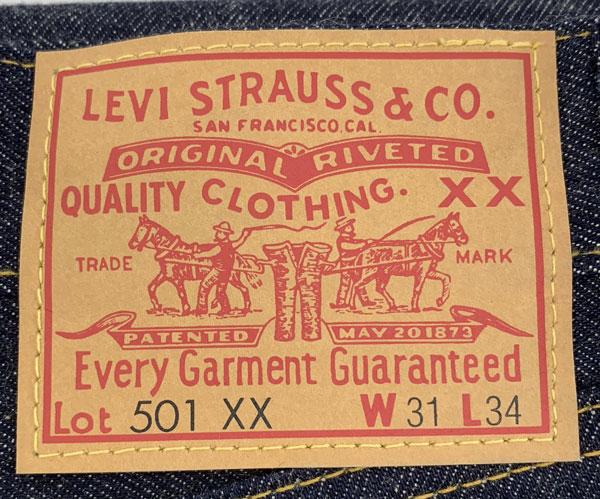 LEVI STRAUSS & CO.
SAN FRANCISCO, CAL.
ORIGINAL RIVETED
QUALITY CLOTHING. XX
TRADE MARK
PATENTED MAY 20 1873
Every Garment Guaranteed
Lot 501 XX W 31 L 34